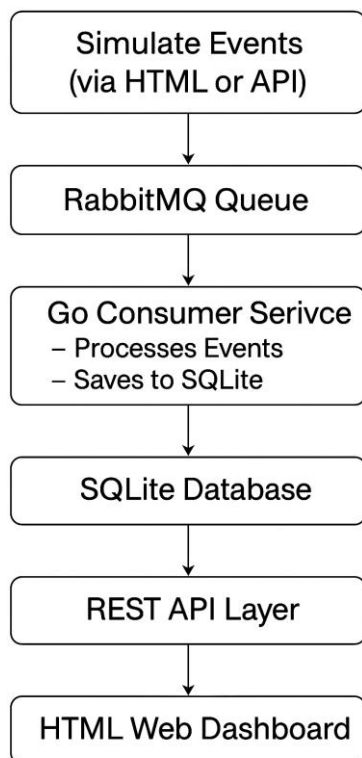 Simulate Events
(via HTML or API)
RabbitMQ Queue
Go Consumer Serivce
– Processes Events
– Saves to SQLite
SQLite Database
REST API Layer
HTML Web Dashboard